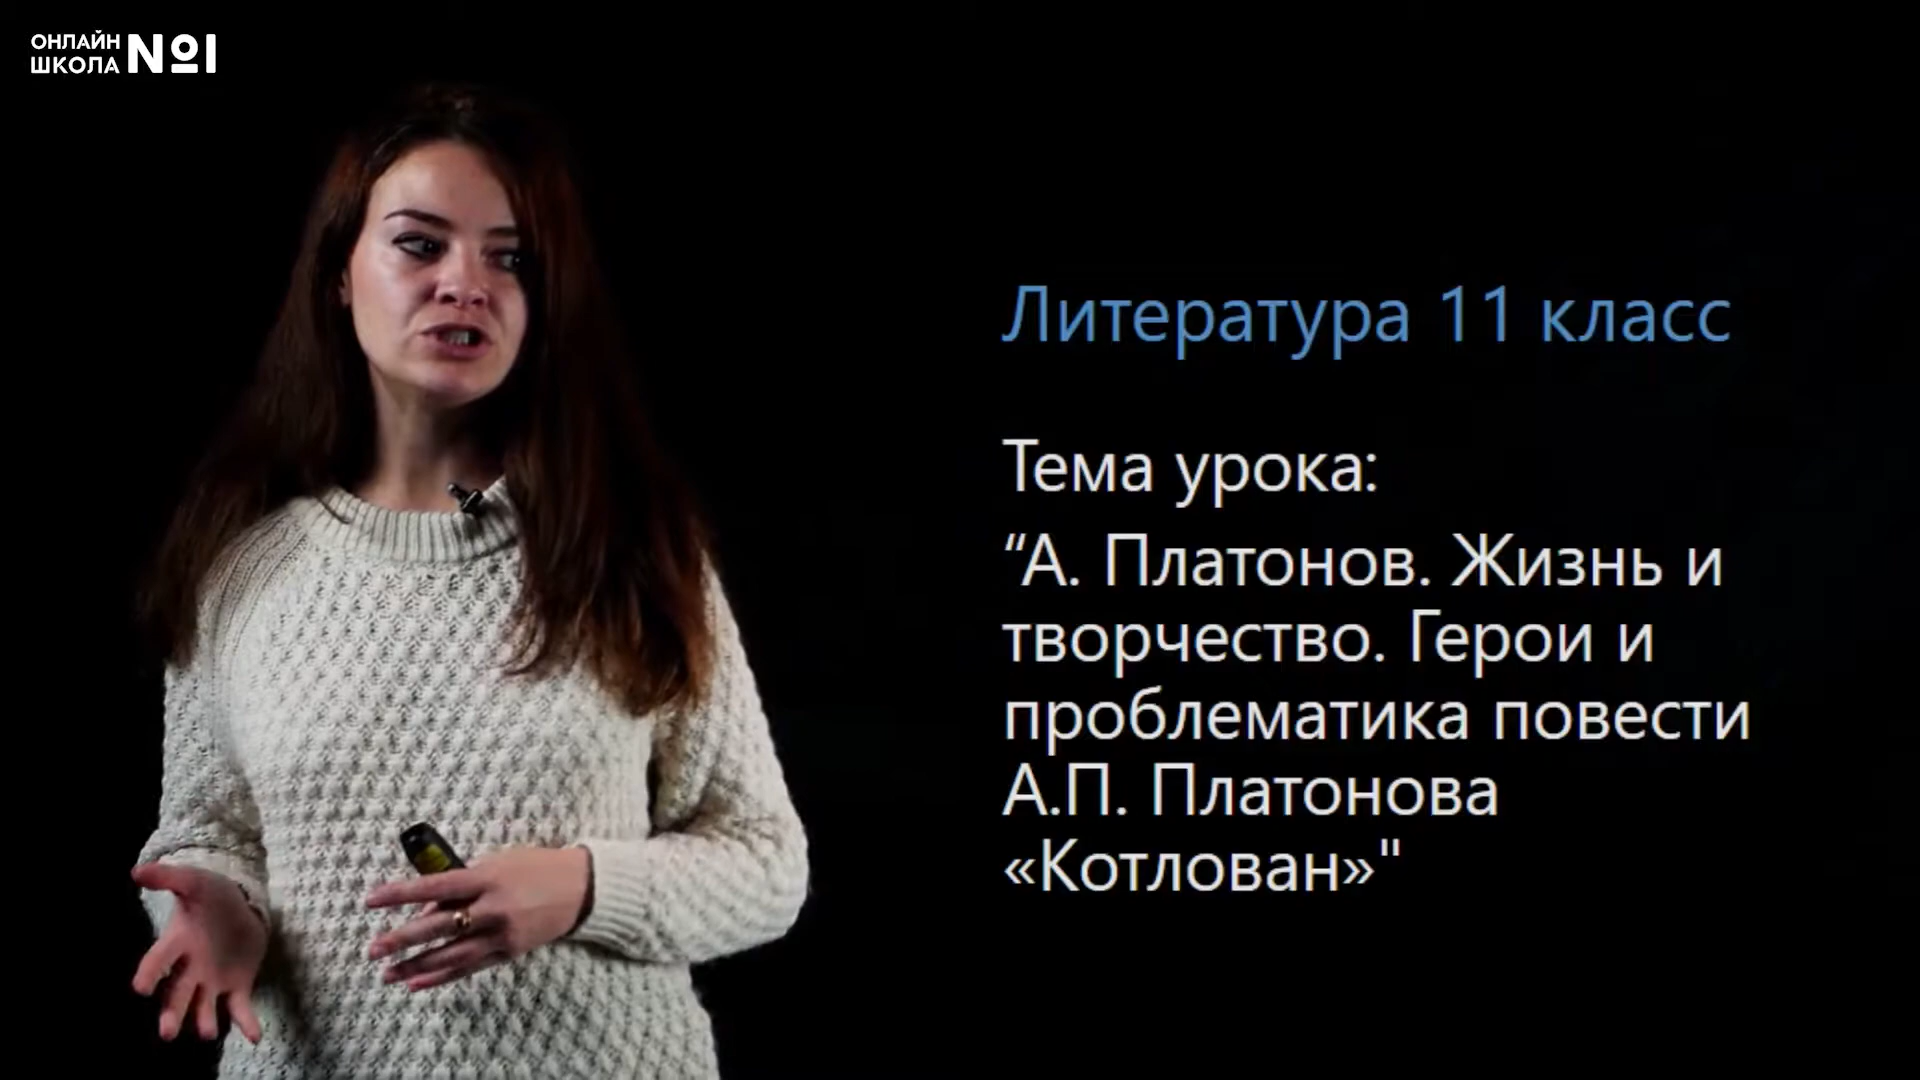 ОНЛАЙН
ШКОЛА №1
Литература 11 класс
Тема урока:
“А. Платонов. Жизнь и
творчество. Герои и
проблематика повести
А.П. Платонова
«Котлован»"